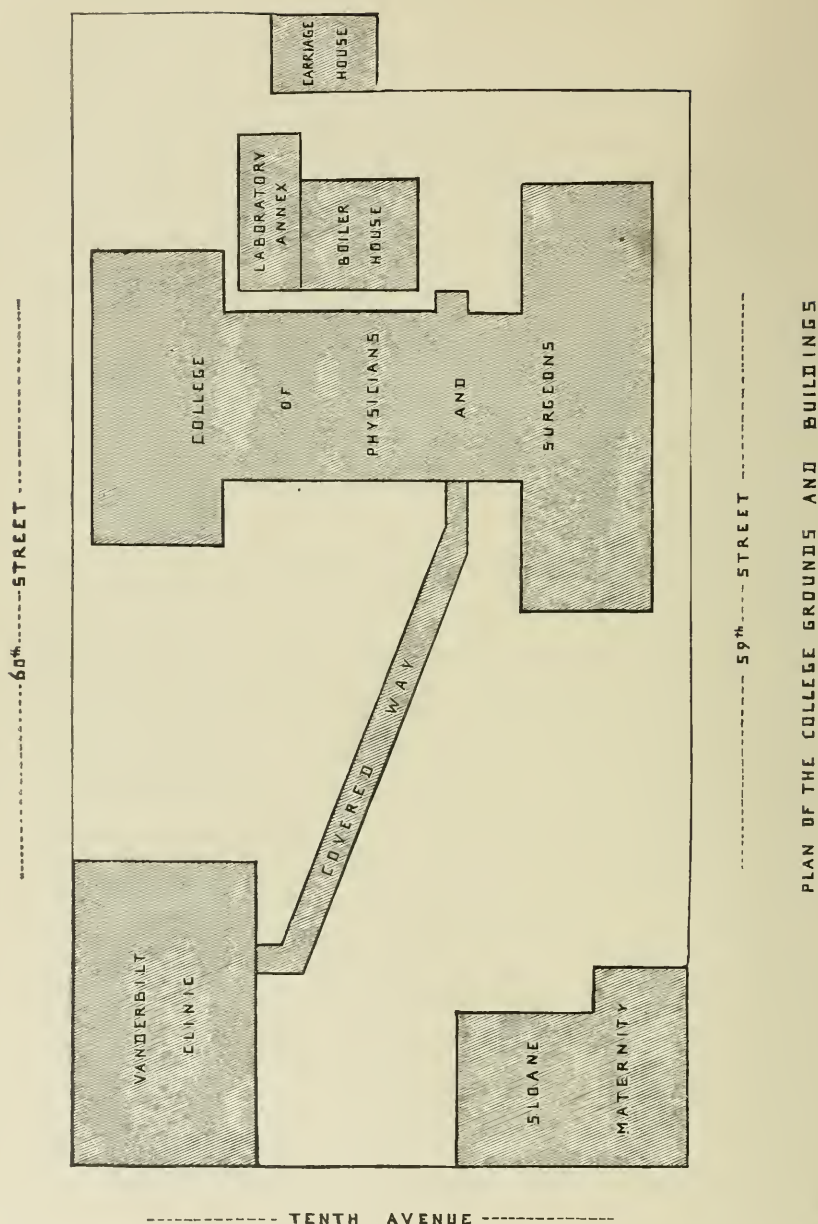 CARRIAGE
HOUSE
LABORATORY
ANNEX
BOILER
HOUSE
60th STREET
COLLEGE
OF
PHYSICIANS
AND
SURGEONS
COVERED WAY
59th STREET
VANDERBILT
CLINIC
SLOANE
MATERNITY
TENTH AVENUE
PLAN OF THE COLLEGE GROUNDS AND BUILDINGS